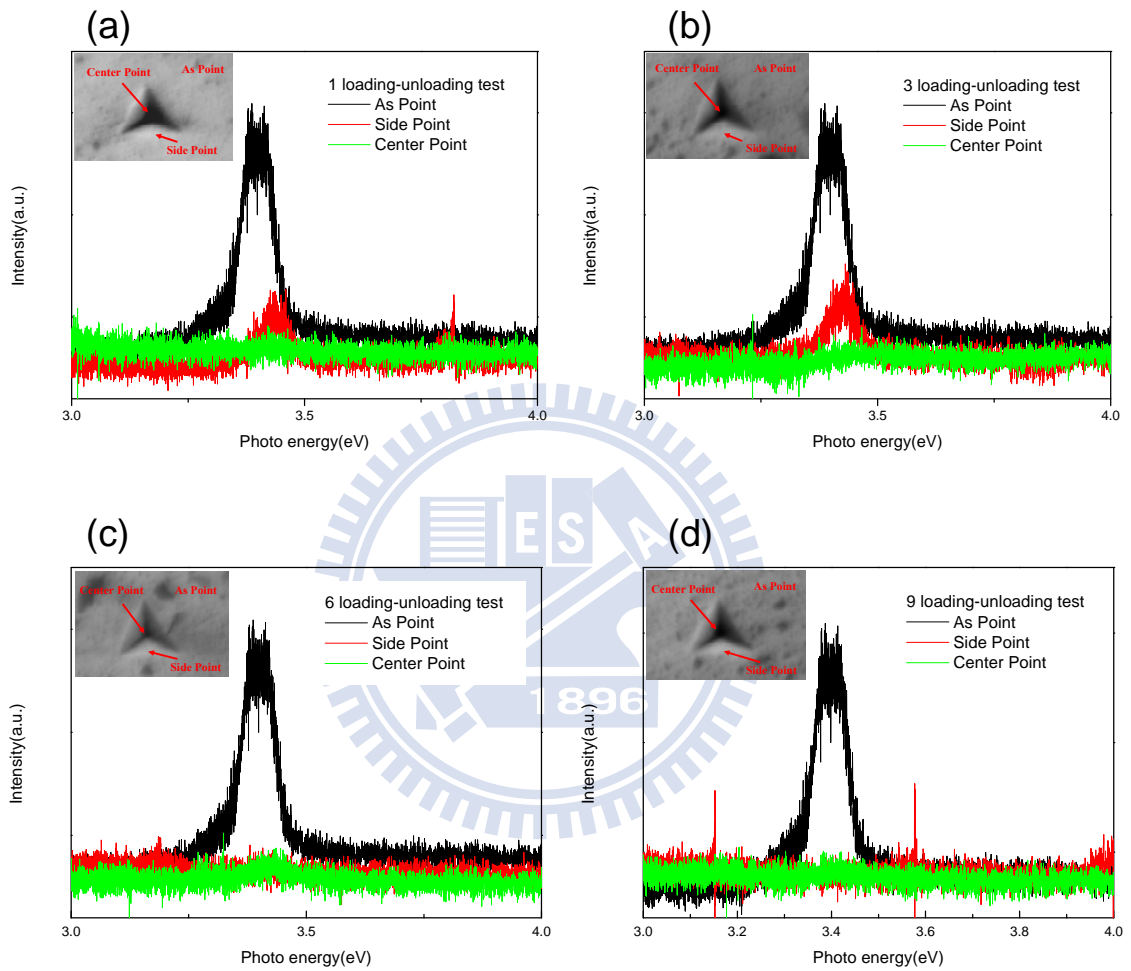 (a)
Center Point
As Point
Side Point
1 loading-unloading test
As Point
Side Point
Center Point
Intensity(a.u.)
3.0
3.5
4.0
Photo energy(eV)
(b)
Center Point
As Point
Side Point
3 loading-unloading test
As Point
Side Point
Center Point
Intensity(a.u.)
3.0
3.5
4.0
Photo energy(eV)
(c)
Center Point
As Point
Side Point
6 loading-unloading test
As Point
Side Point
Center Point
Intensity(a.u.)
3.0
3.5
4.0
Photo energy(eV)
(d)
Center Point
As Point
Side Point
9 loading-unloading test
As Point
Side Point
Center Point
Intensity(a.u.)
3.0
3.2
3.4
3.6
3.8
4.0
Photo energy(eV)
E S A
1896